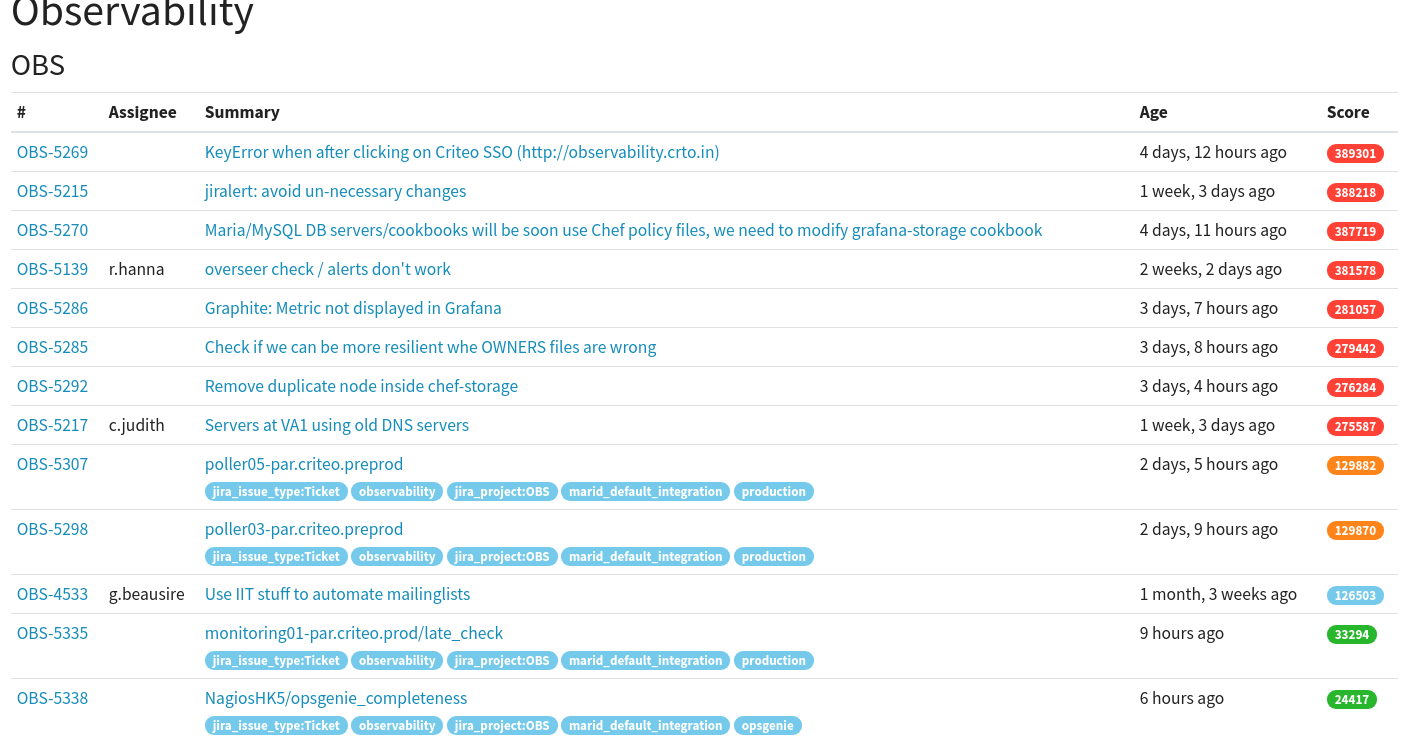 Observability
OBS
# Assignee Summary Age Score
OBS-5269 KeyError when after clicking on Criteo SSO (http://observability.crto.in) 4 days, 12 hours ago 389301
OBS-5215 jiralert: avoid un-necessary changes 1 week, 3 days ago 388218
OBS-5270 Maria/MySQL DB servers/cookbooks will be soon use Chef policy files, we need to modify grafana-storage cookbook 4 days, 11 hours ago 387719
OBS-5139 r.hanna overseer check / alerts don't work 2 weeks, 2 days ago 381578
OBS-5286 Graphite: Metric not displayed in Grafana 3 days, 7 hours ago 281057
OBS-5285 Check if we can be more resilient whe OWNERS files are wrong 3 days, 8 hours ago 279442
OBS-5292 Remove duplicate node inside chef-storage 3 days, 4 hours ago 276284
OBS-5217 c.judith Servers at VA1 using old DNS servers 1 week, 3 days ago 275587
OBS-5307 poller05-par.criteo.preprod 2 days, 5 hours ago 129882
jira_issue_type:Ticket observability jira_project:OBS marid_default_integration production
OBS-5298 poller03-par.criteo.preprod 2 days, 9 hours ago 129870
jira_issue_type:Ticket observability jira_project:OBS marid_default_integration production
OBS-4533 g.beausire Use IIT stuff to automate mailinglists 1 month, 3 weeks ago 126503
OBS-5335 monitoring01-par.criteo.prod/late_check 9 hours ago 33294
jira_issue_type:Ticket observability jira_project:OBS marid_default_integration production
OBS-5338 NagiosHK5/opsgenie_completeness 6 hours ago 24417
jira_issue_type:Ticket observability jira_project:OBS marid_default_integration opsgenie